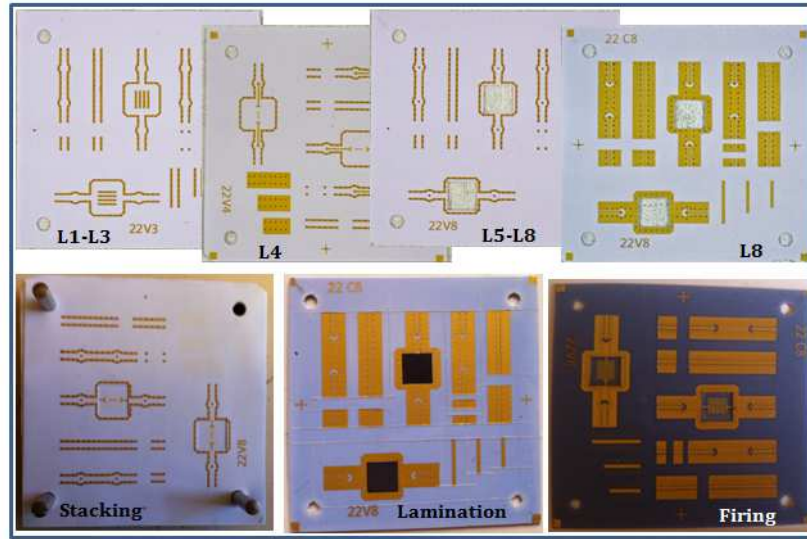 22V3
L1-L3
22V4
L4
22V8
L5-L8
22 C8
22V8
L8
22V8
Stacking
22 C8
22V8
Lamination
Firing